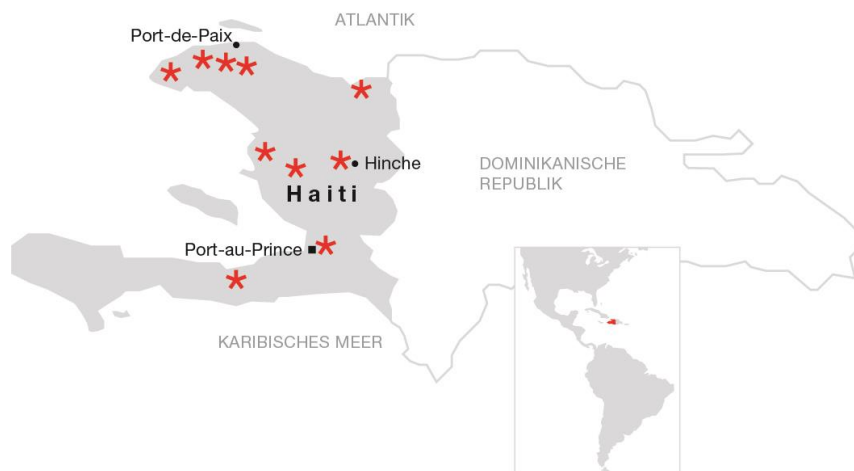 ATLANTIK
Port-de-Paix
Hinche
DOMINIKANISCHE
REPUBLIK
Haiti
Port-au-Prince
KARIBISCHES MEER